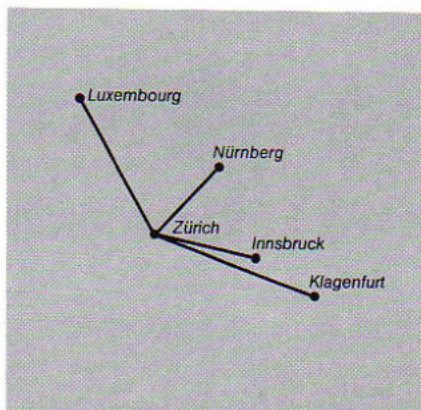 Luxembourg
Nürnberg
Zürich
Innsbruck
Klagenfurt